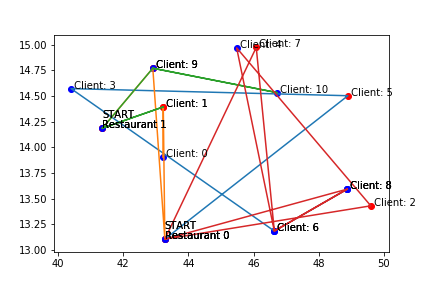 15.00
14.75
14.50
14.25
14.00
13.75
13.50
13.25
13.00
40
42
44
46
48
50
Client: 4
Client: 7
Client: 9
Client: 3
Client: 10
Client: 5
Client: 1
START
Restaurant 1
Client: 0
Client: 8
Client: 2
START
Restaurant 0
Client: 6